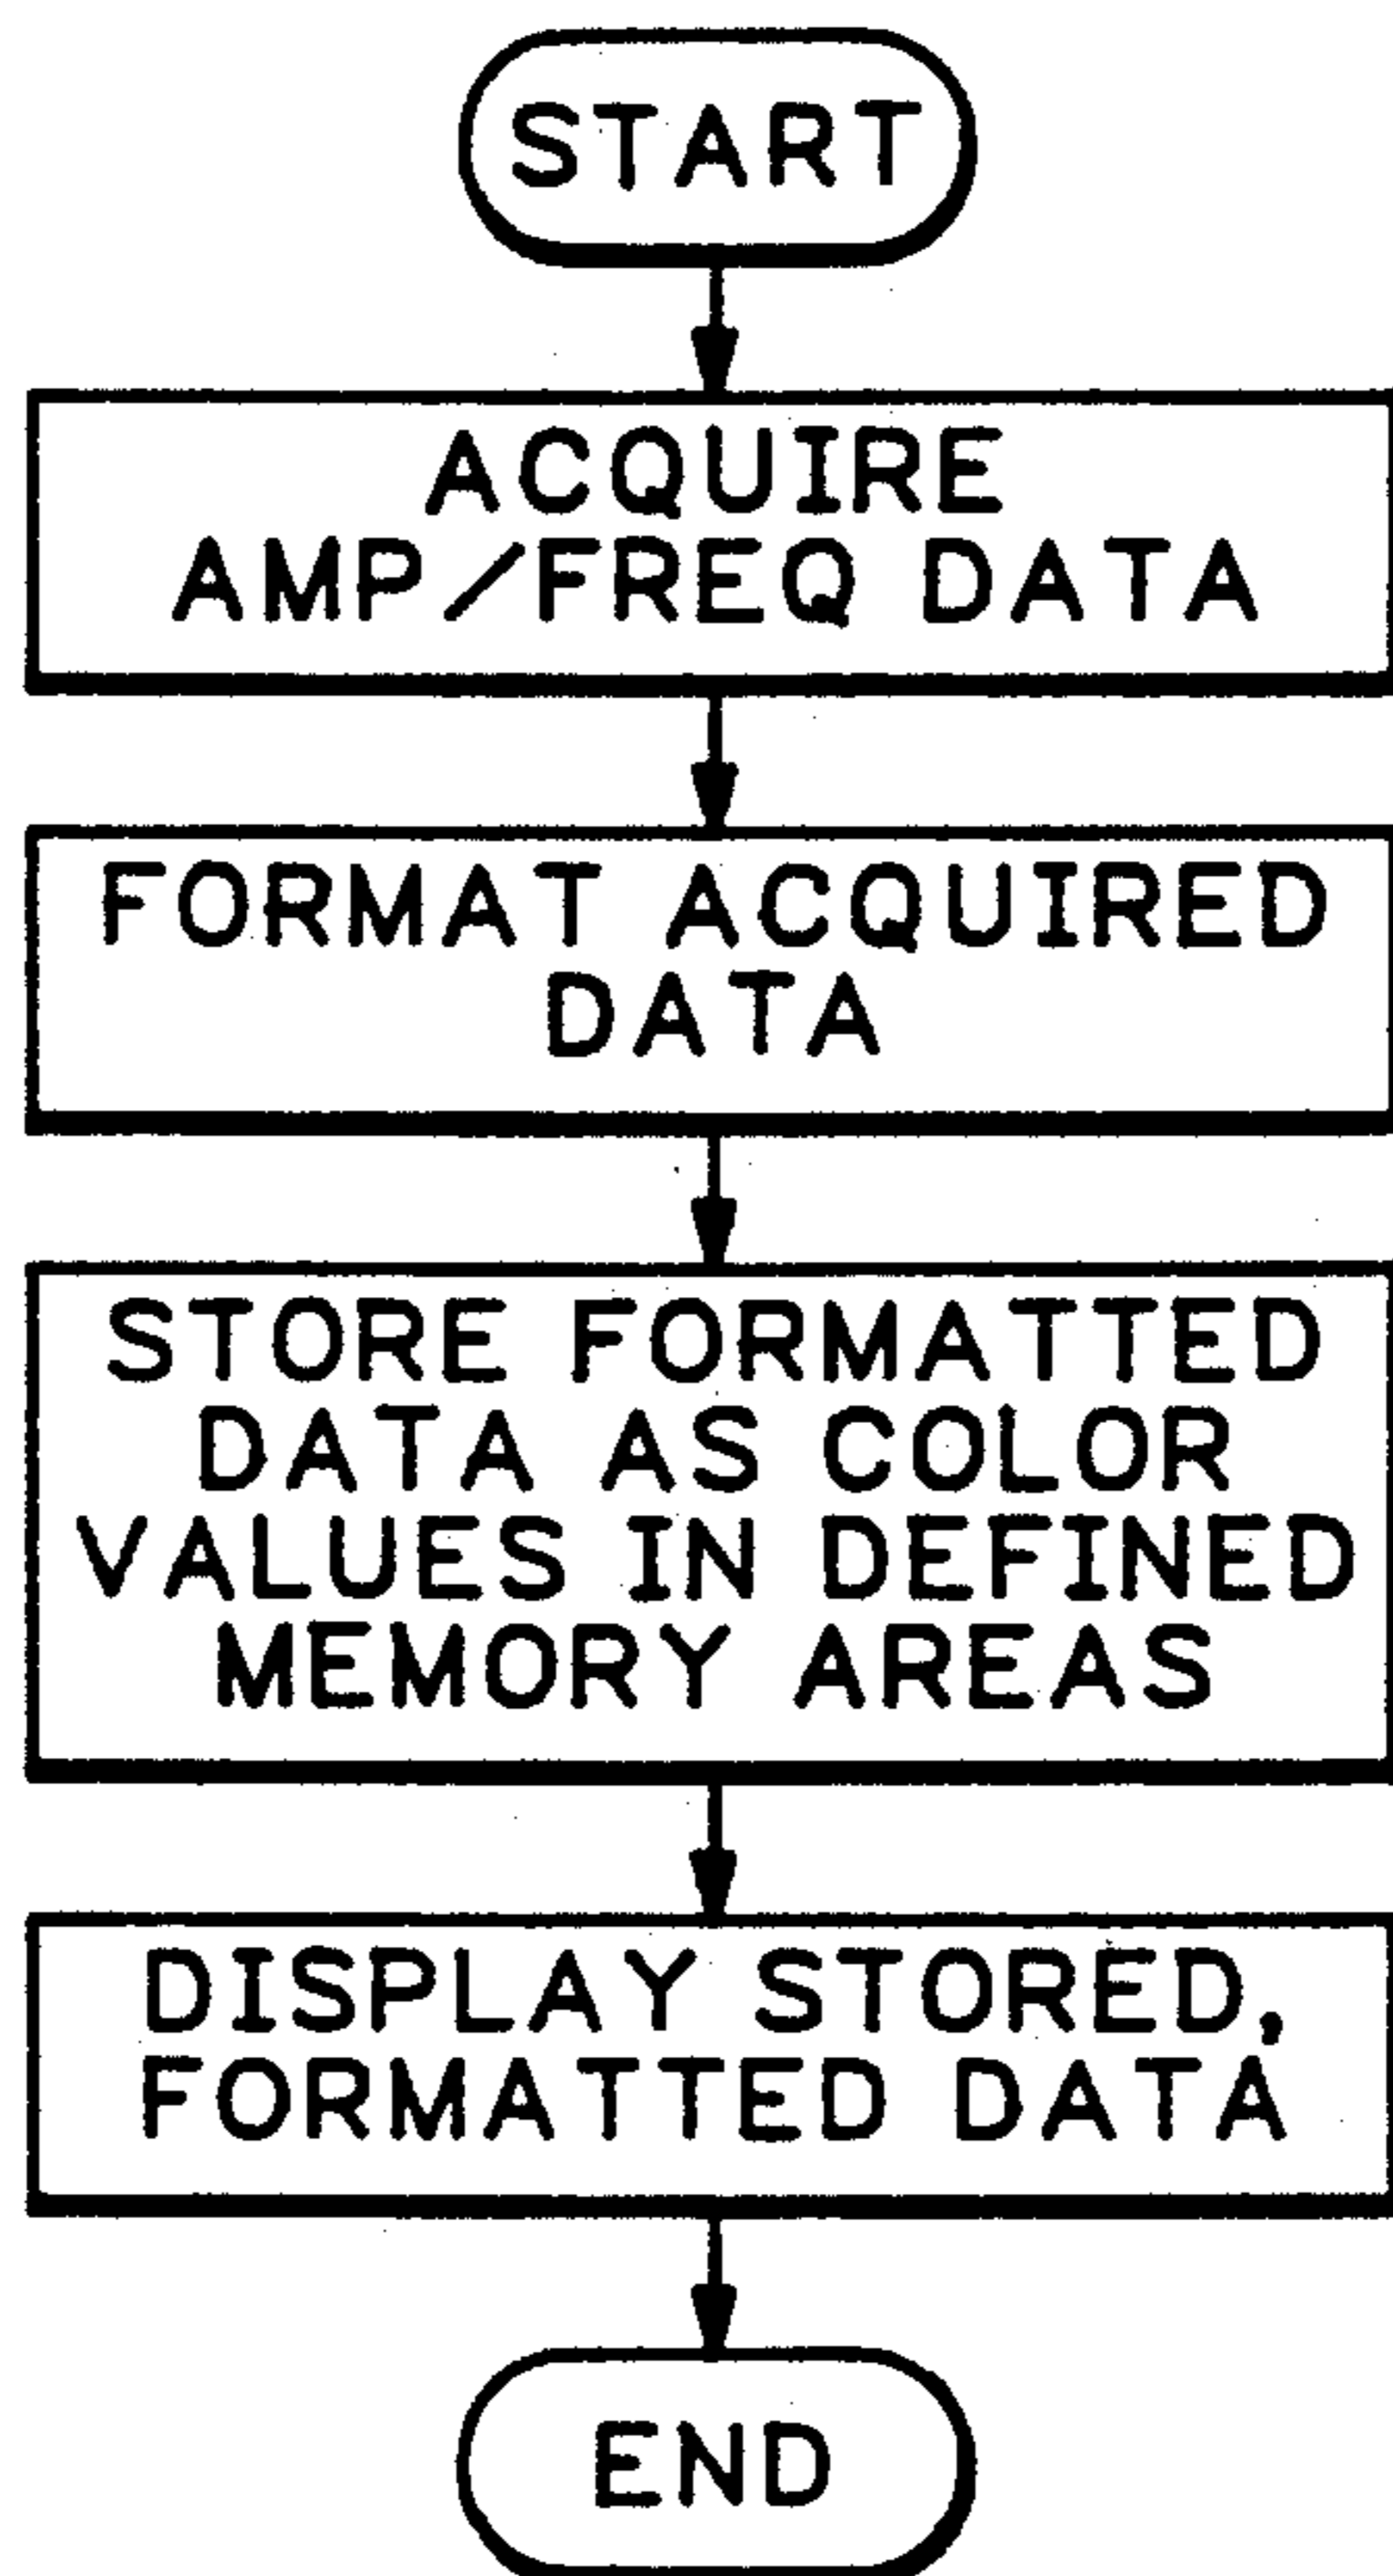 START
ACQUIRE
AMP/FREQ DATA
FORMAT ACQUIRED
DATA
STORE FORMATTED
DATA AS COLOR
VALUES IN DEFINED
MEMORY AREAS
DISPLAY STORED,
FORMATTED DATA
END